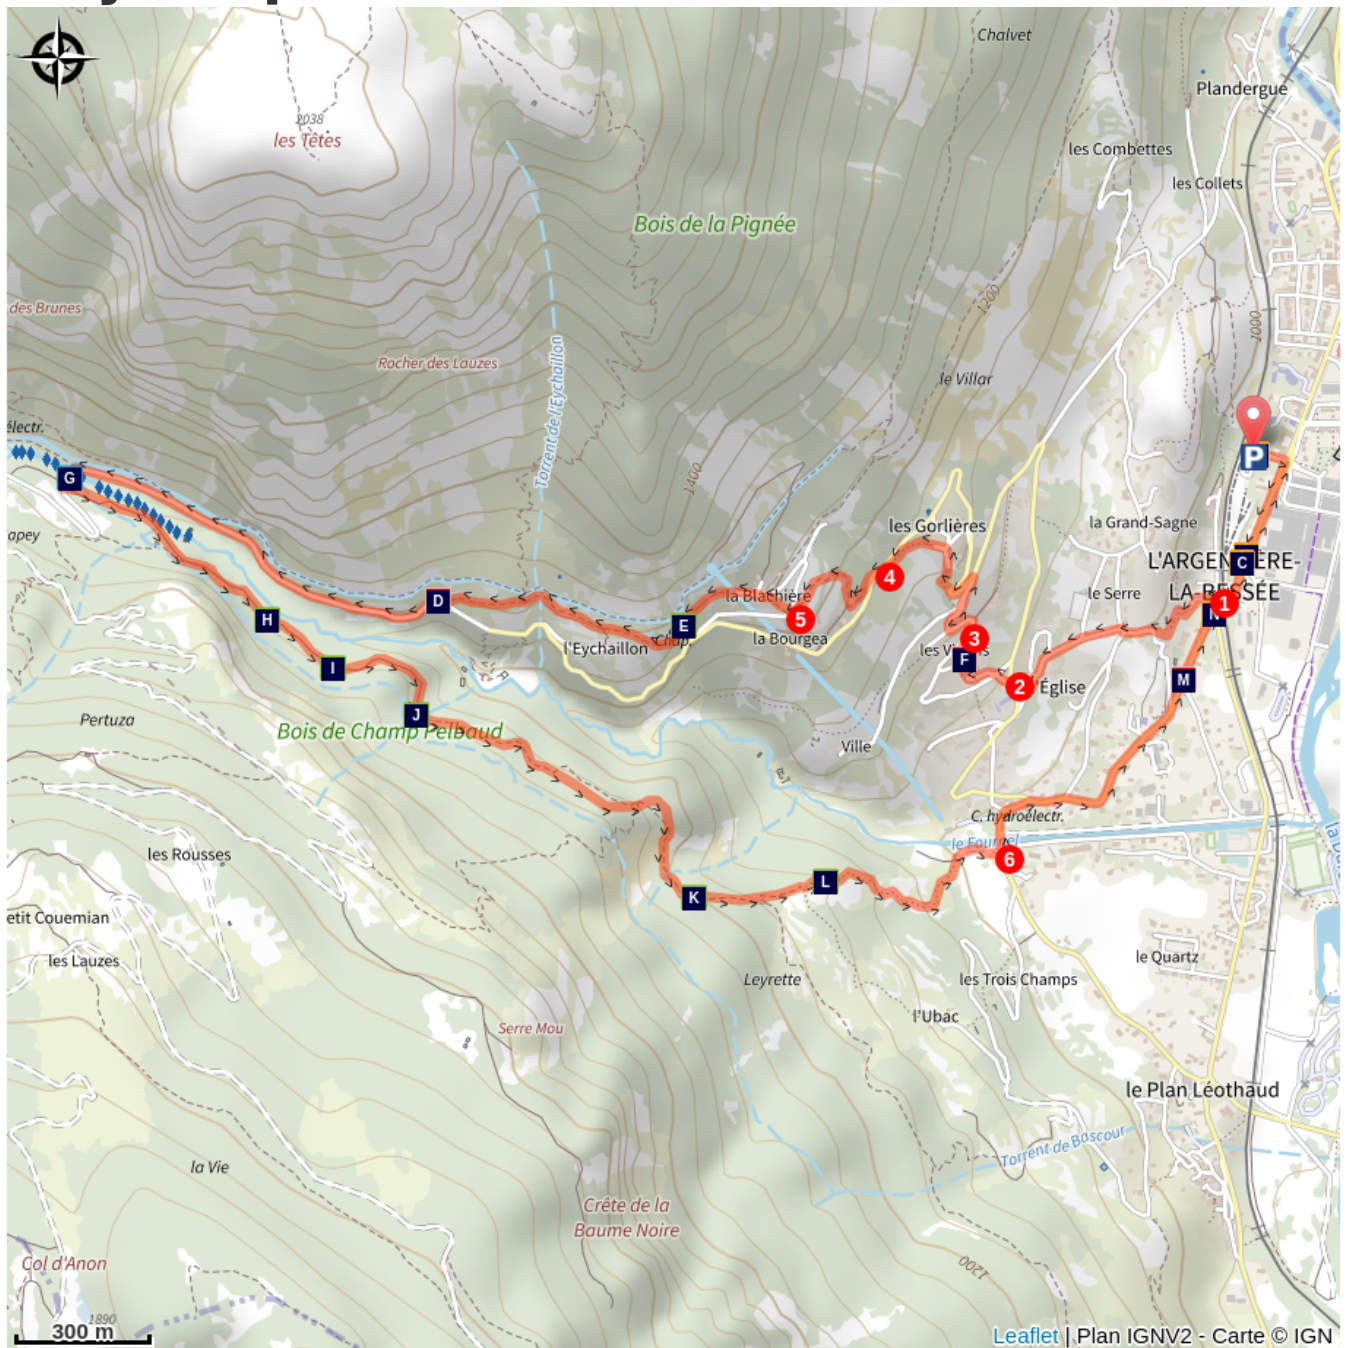 Chalvet
Plandergue
2038
les Têtes
les Combettes
les Collets
Bois de la Pignée
1200
1000
des Brunes
Rocher des Lauzes
Torrent de l'Eychaillon
le Villar
électr.
P
G
1400
les Gorlières
la Grand-Sagne
apey
4
L'ARGENTIÈRE-
LA-BESSÉE
C
D
la Blachière
le Serre
1
5
E
Chap.
la Bourgea
3
H
l'Eychaillon
F
I
2
Église
M
Pertuza
J
Bois de Champ Pelbaud
Ville
C. hydroélectr.
le Fournel
les Rousses
6
L
K
etit Couemian
les Lauzes
le Quartz
Leyrette
les Trois Champs
l'Ubac
Serre Mou
le Plan Léothaud
Torrent de Bascour
la Vie
Crête de la
Baume Noire
Col d'Anon
1200
1890
300 m
Leaflet | Plan IGNV2 - Carte © IGN